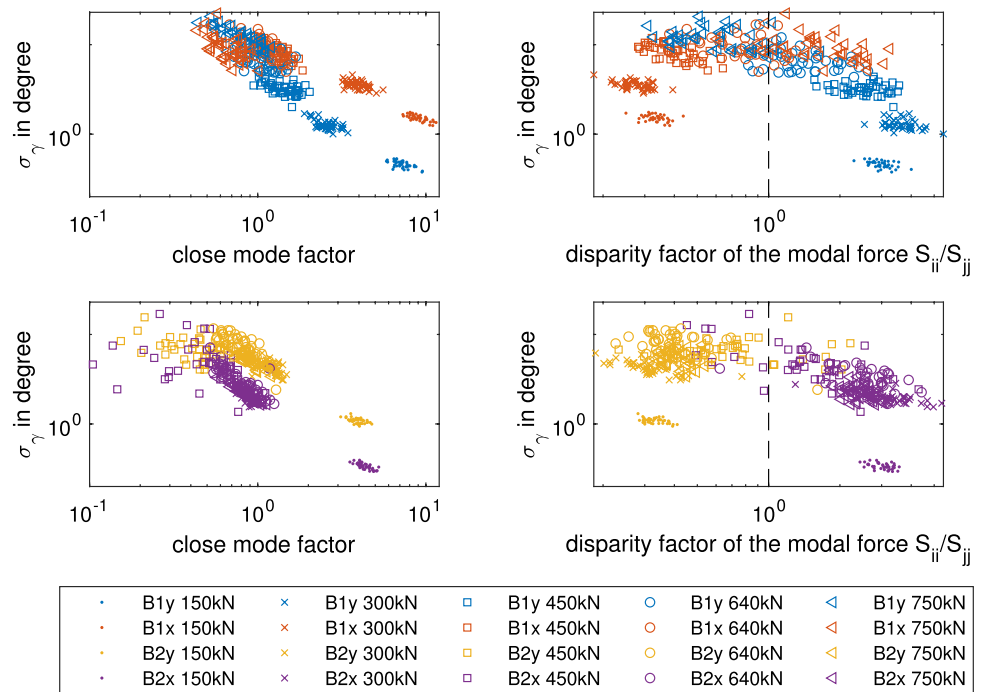 σγ in degree
10^0
10^-1 10^0 10^1
close mode factor
σγ in degree
10^0
10^0
disparity factor of the modal force S_ii/S_jj
σγ in degree
10^0
10^-1 10^0 10^1
close mode factor
σγ in degree
10^0
10^0
disparity factor of the modal force S_ii/S_jj
B1y 150kN B1y 300kN B1y 450kN B1y 640kN B1y 750kN
B1x 150kN B1x 300kN B1x 450kN B1x 640kN B1x 750kN
B2y 150kN B2y 300kN B2y 450kN B2y 640kN B2y 750kN
B2x 150kN B2x 300kN B2x 450kN B2x 640kN B2x 750kN